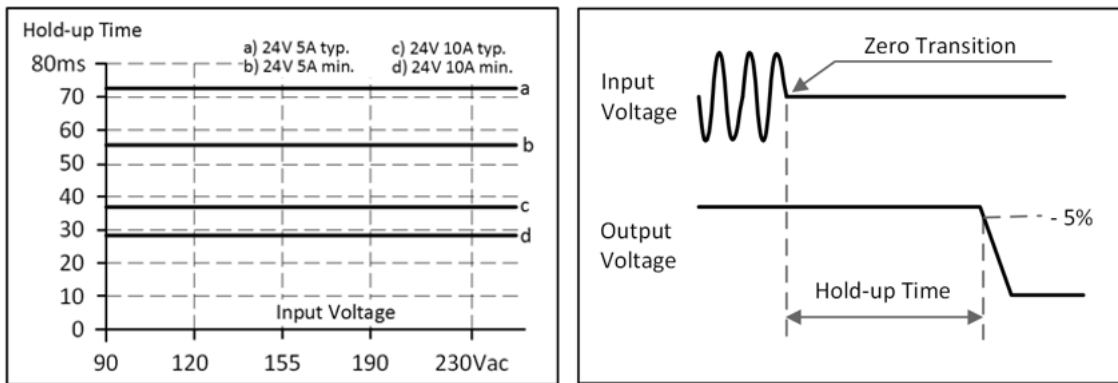 Hold-up Time
a) 24V 5A typ. c) 24V 10A typ.
b) 24V 5A min. d) 24V 10A min.
80ms
70
60
50
40
30
20
10
0
a
b
c
d
Input Voltage
90 120 155 190 230Vac
Zero Transition
Input
Voltage
Output
Voltage
- 5%
Hold-up Time